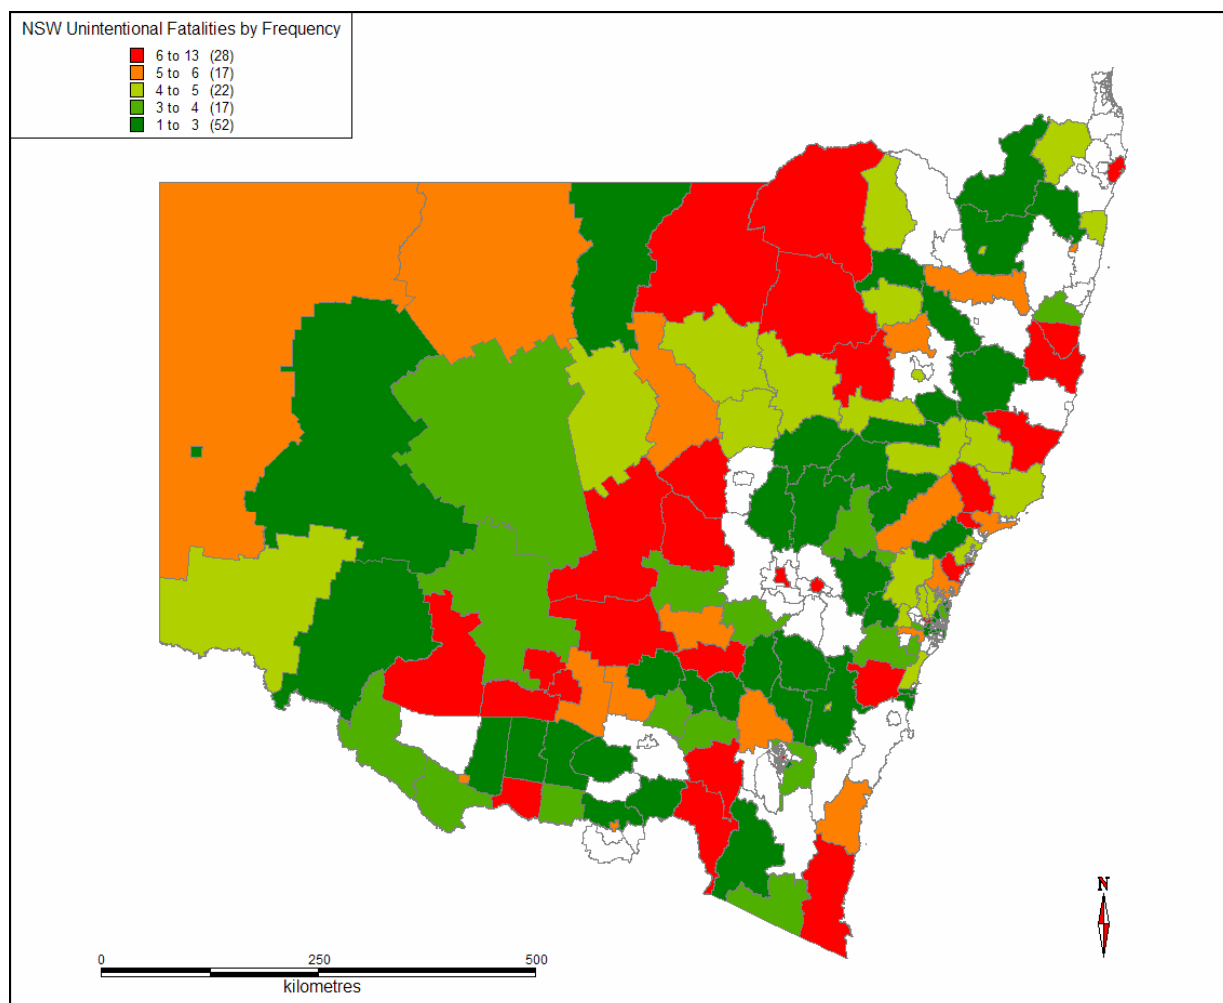 NSW Unintentional Fatalities by Frequency
6 to 13 (28)
5 to 6 (17)
4 to 5 (22)
3 to 4 (17)
1 to 3 (52)
N
0 250 500
kilometres